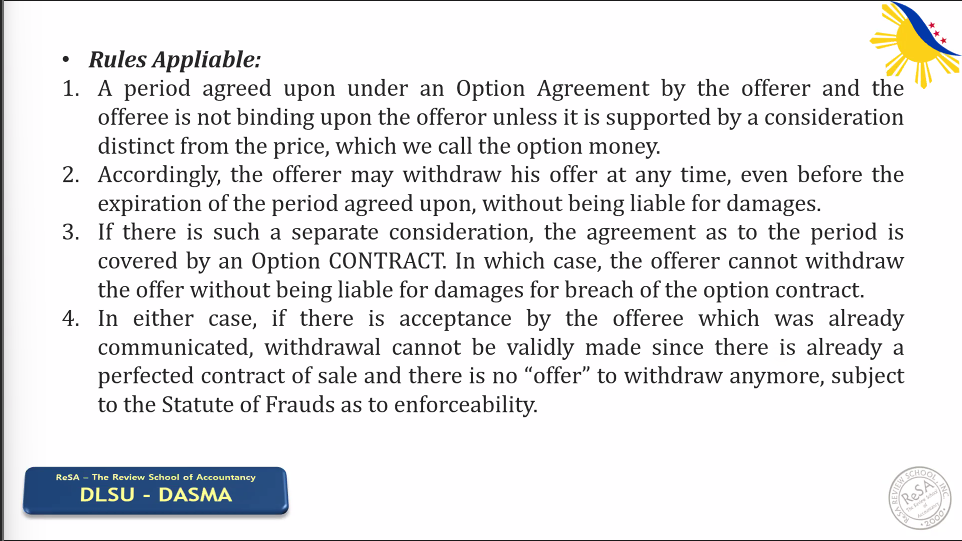 • Rules Appliable:
1. A period agreed upon under an Option Agreement by the offerer and the
offeree is not binding upon the offeror unless it is supported by a consideration
distinct from the price, which we call the option money.
2. Accordingly, the offerer may withdraw his offer at any time, even before the
expiration of the period agreed upon, without being liable for damages.
3. If there is such a separate consideration, the agreement as to the period is
covered by an Option CONTRACT. In which case, the offerer cannot withdraw
the offer without being liable for damages for breach of the option contract.
4. In either case, if there is acceptance by the offeree which was already
communicated, withdrawal cannot be validly made since there is already a
perfected contract of sale and there is no “offer” to withdraw anymore, subject
to the Statute of Frauds as to enforceability.
ReSA – The Review School of Accountancy
DLSU - DASMA
ReSA REVIEW SCHOOL, INC.
ReSA
The Review School
of
Accountancy
• 2000 •